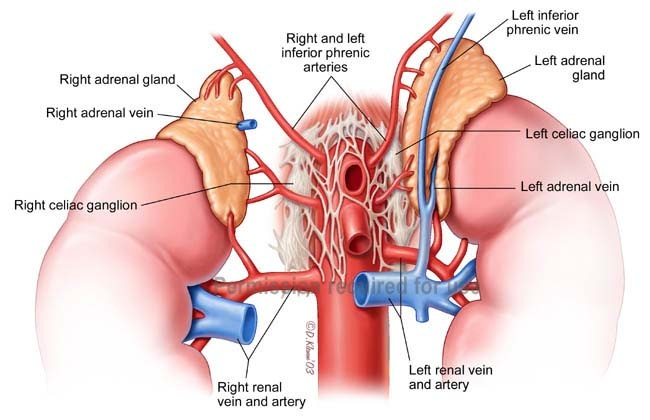 Left inferior
phrenic vein
Right and left
inferior phrenic
arteries
Left adrenal
gland
Right adrenal gland
Right adrenal vein
Left celiac ganglion
Left adrenal vein
Right celiac ganglion
Permission required for use
©D.Klemm '03
Left renal vein
and artery
Right renal
vein and artery